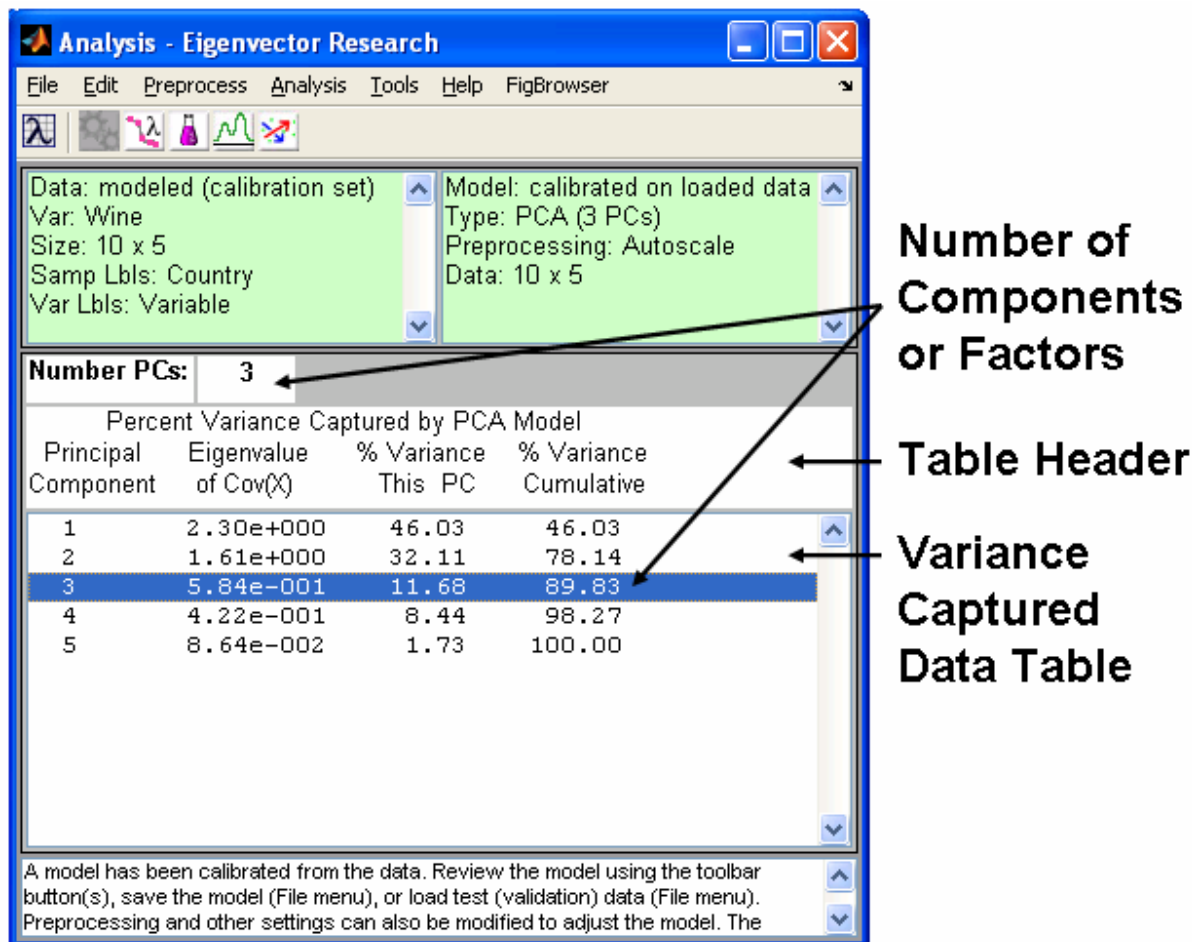 Analysis - Eigenvector Research
File Edit Preprocess Analysis Tools Help FigBrowser
Data: modeled (calibration set)
Var: Wine
Size: 10 x 5
Samp Lbls: Country
Var Lbls: Variable
Model: calibrated on loaded data
Type: PCA (3 PCs)
Preprocessing: Autoscale
Data: 10 x 5
Number PCs: 3
Percent Variance Captured by PCA Model
Principal Eigenvalue % Variance % Variance
Component of Cov(X) This PC Cumulative
1 2.30e+000 46.03 46.03
2 1.61e+000 32.11 78.14
3 5.84e-001 11.68 89.83
4 4.22e-001 8.44 98.27
5 8.64e-002 1.73 100.00
A model has been calibrated from the data. Review the model using the toolbar
button(s), save the model (File menu), or load test (validation) data (File menu).
Preprocessing and other settings can also be modified to adjust the model. The
Number of
Components
or Factors
Table Header
Variance
Captured
Data Table